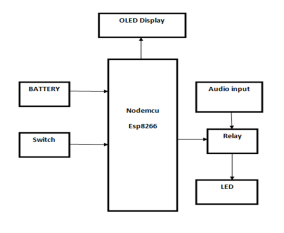 OLED Display
BATTERY
Nodemcu
Esp8266
Audio input
Switch
Relay
LED